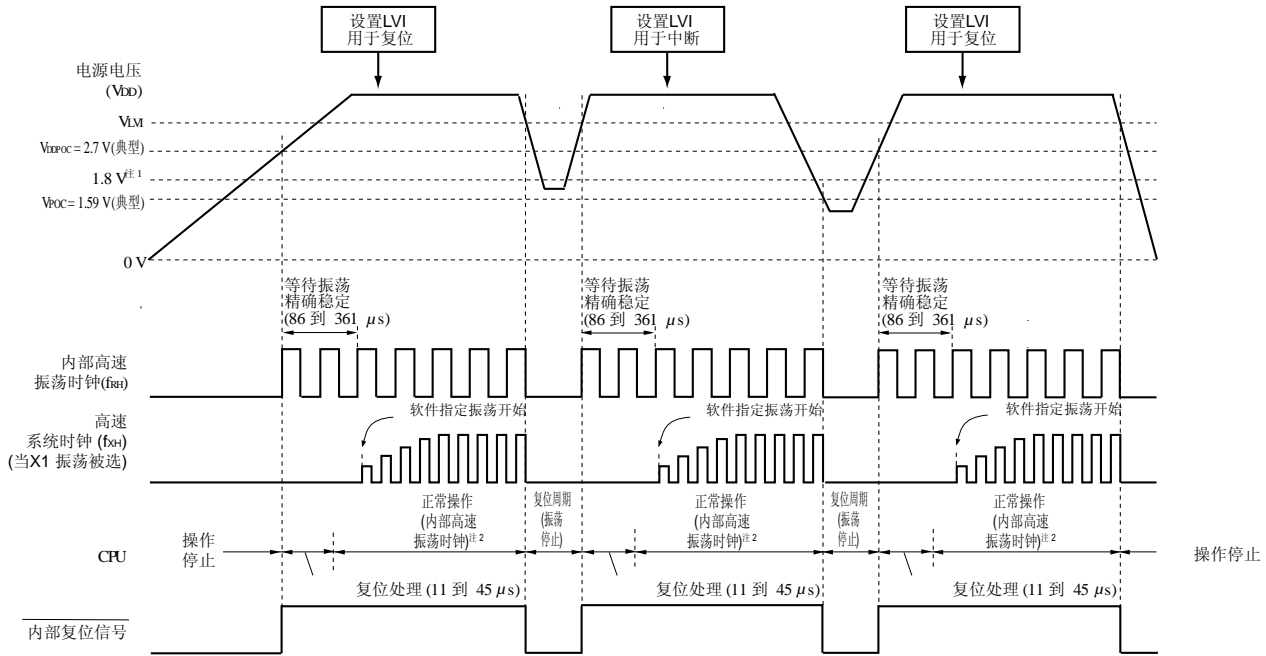 设置LVI
用于复位
设置LVI
用于中断
设置LVI
用于复位
电源电压
(VDD)
VLVI
VDDPOC = 2.7 V(典型)
1.8 V注 1
VPOC = 1.59 V(典型)
0 V
等待振荡
精确稳定
(86 到 361 μs)
等待振荡
精确稳定
(86 到 361 μs)
等待振荡
精确稳定
(86 到 361 μs)
内部高速
振荡时钟(fRH)
软件指定振荡开始
软件指定振荡开始
软件指定振荡开始
高速
系统时钟 (fXH)
(当X1 振荡被选)
正常操作
(内部高速
振荡时钟)注 2
复位周期
(振荡
停止)
正常操作
(内部高速
振荡时钟)注 2
复位周期
(振荡
停止)
正常操作
(内部高速
振荡时钟)注 2
CPU
操作
停止
操作停止
复位处理 (11 到 45 μs)
复位处理 (11 到 45 μs)
复位处理 (11 到 45 μs)
内部复位信号